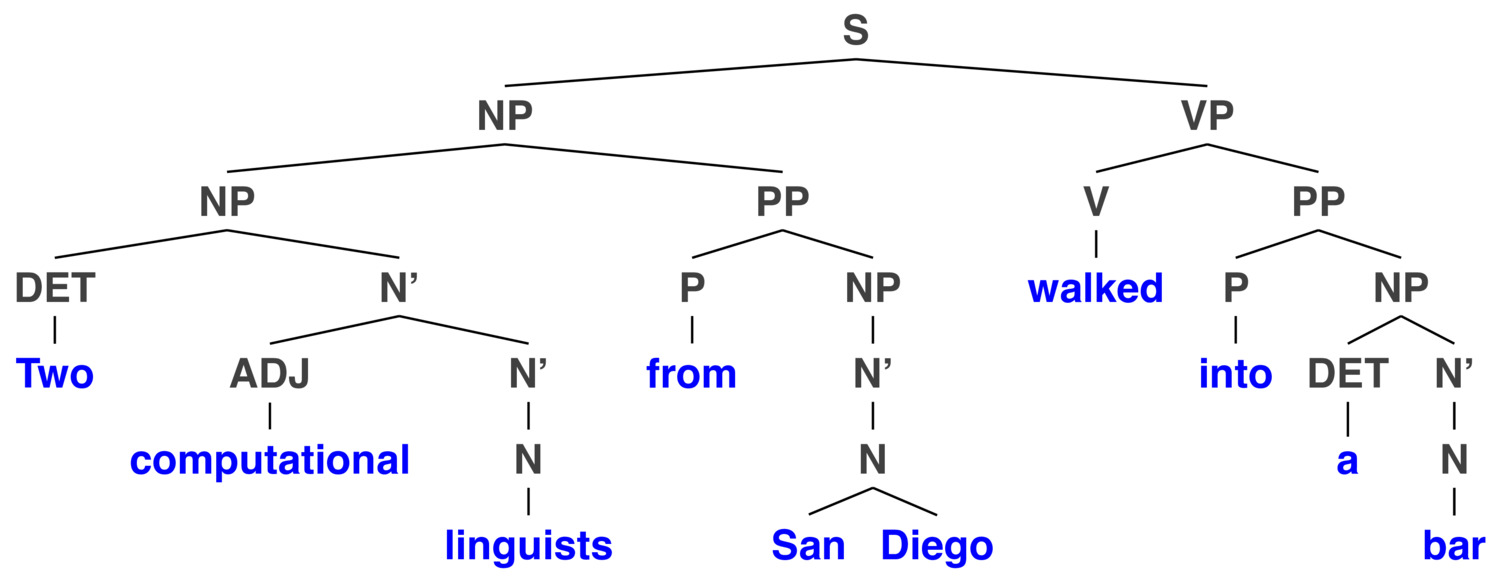 S
NP VP
NP PP V PP
DET N’ P NP walked P NP
Two ADJ N’ from N’ into DET N’
computational N N a N
linguists San Diego bar